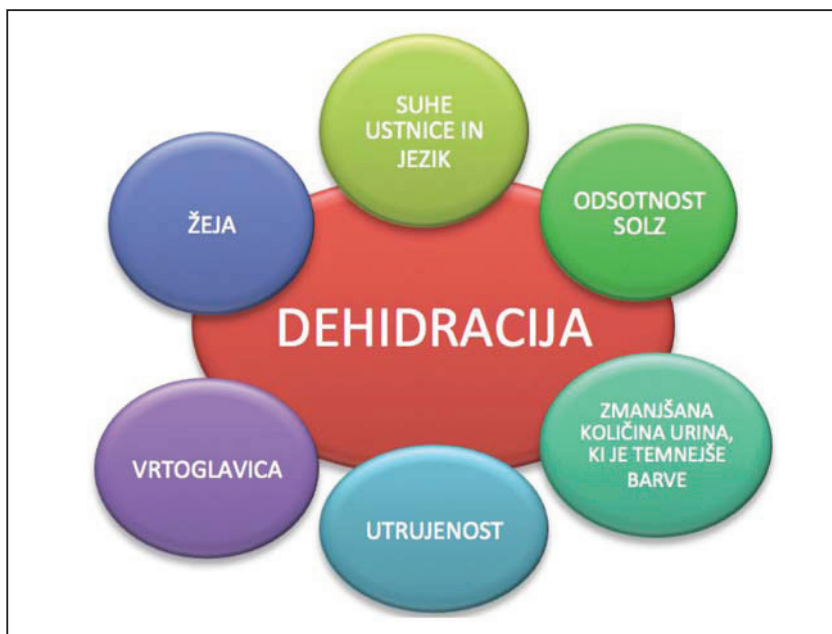 SUHE
USTNICE IN
JEZIK
ODSOTNOST
SOLZ
ŽEJA
DEHIDRACIJA
ZMANJŠANA
KOLIČINA URINA,
KI JE TEMNEJŠE
BARVE
VRTOGLAVICA
UTRUJENOST